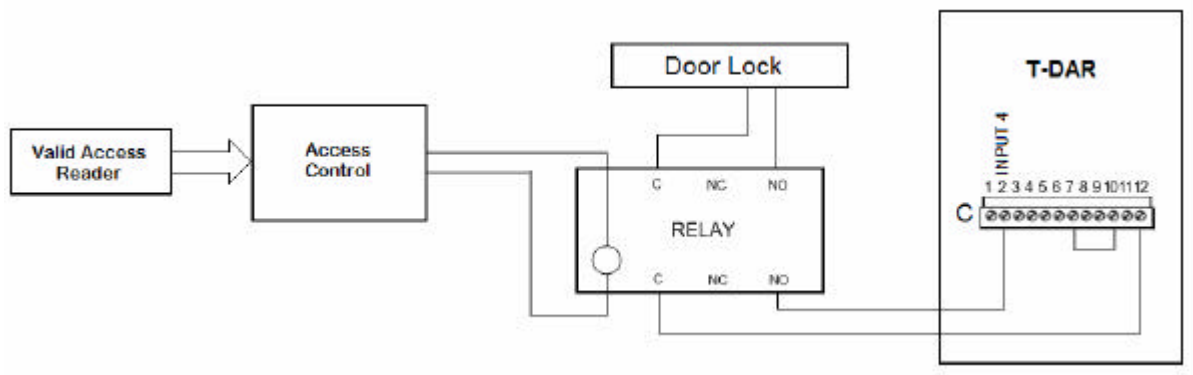 Valid Access
Reader
Access
Control
Door Lock
C NC NO
RELAY
C NC NO
T-DAR
INPUT 4
1 2 3 4 5 6 7 8 9 10 11 12
C